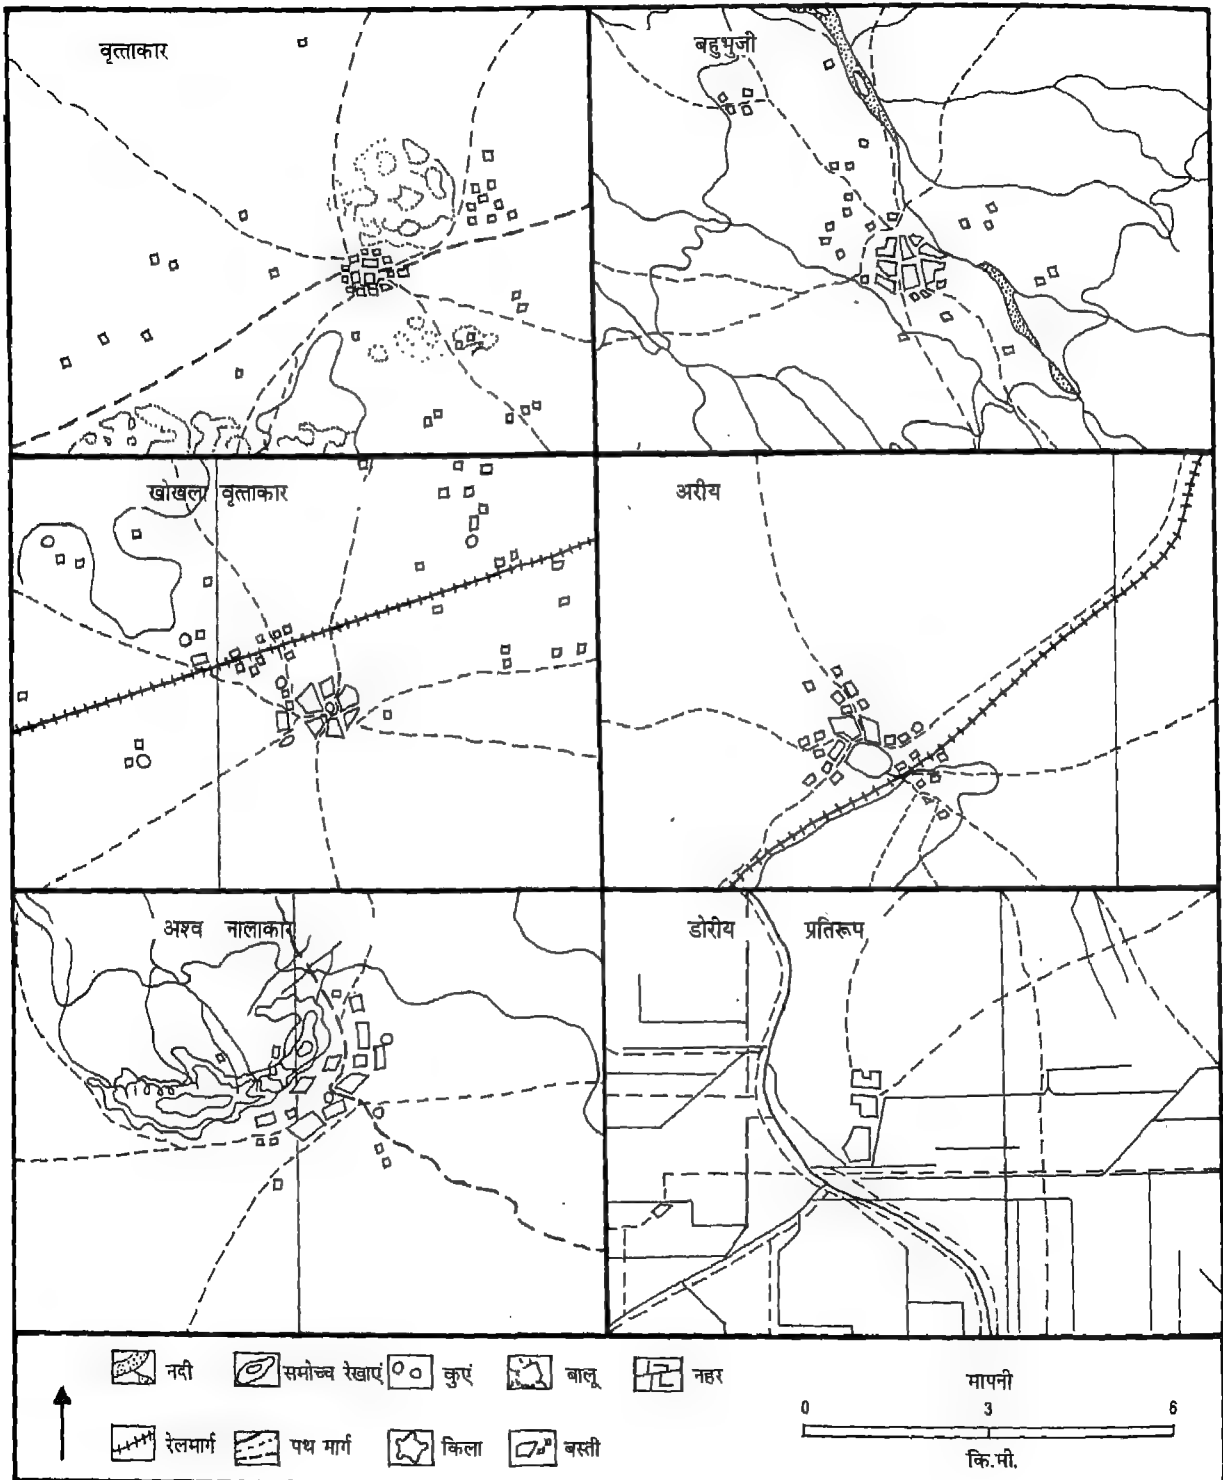 वृत्ताकार
बहुभुजी
खोखला वृत्ताकार
अरीय
अश्व नालाकार
डोरीय प्रतिरूप
नदी समोच्च रेखाएं कुएं बालू नहर
रेलमार्ग पथ मार्ग किला बस्ती
मापनी
0 3 6
कि.मी.